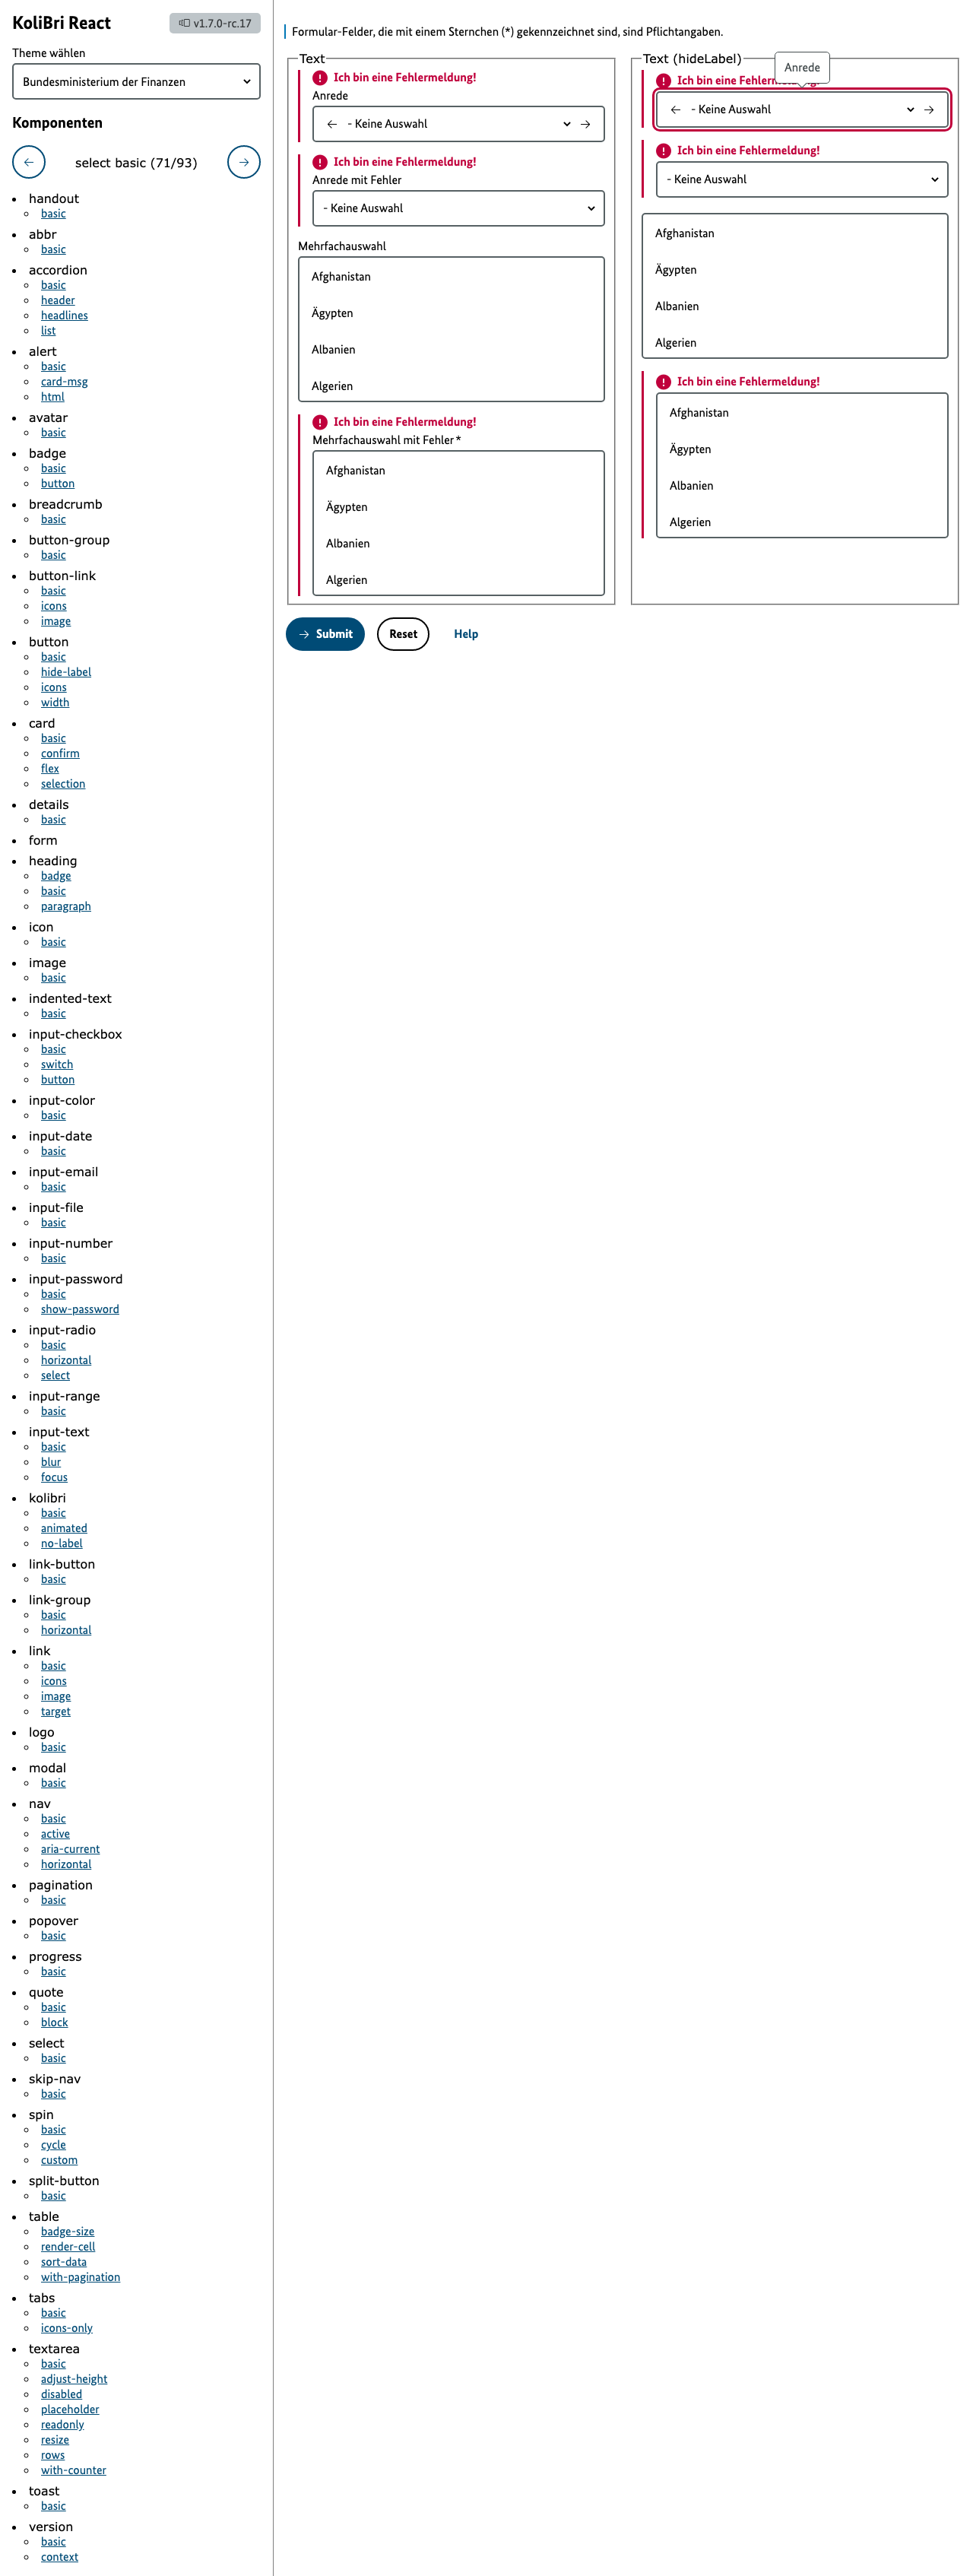 KoliBri React
v1.7.0-rc.17
Theme wählen
Bundesministerium der Finanzen
Komponenten
select basic (71/93)
handout
basic
abbr
basic
accordion
basic
header
headlines
list
alert
basic
card-msg
html
avatar
basic
badge
basic
button
breadcrumb
basic
button-group
basic
button-link
basic
icons
image
button
basic
hide-label
icons
width
card
basic
confirm
flex
selection
details
basic
form
heading
badge
basic
paragraph
icon
basic
image
basic
indented-text
basic
input-checkbox
basic
switch
button
input-color
basic
input-date
basic
input-email
basic
input-file
basic
input-number
basic
input-password
basic
show-password
input-radio
basic
horizontal
select
input-range
basic
input-text
basic
blur
focus
kolibri
basic
animated
no-label
link-button
basic
link-group
basic
horizontal
link
basic
icons
image
target
logo
basic
modal
basic
nav
basic
active
aria-current
horizontal
pagination
basic
popover
basic
progress
basic
quote
basic
block
select
basic
skip-nav
basic
spin
basic
cycle
custom
split-button
basic
table
badge-size
render-cell
sort-data
with-pagination
tabs
basic
icons-only
textarea
basic
adjust-height
disabled
placeholder
readonly
resize
rows
with-counter
toast
basic
version
basic
context
Formular-Felder, die mit einem Sternchen (*) gekennzeichnet sind, sind Pflichtangaben.
Text
Ich bin eine Fehlermeldung!
Anrede
- Keine Auswahl
Ich bin eine Fehlermeldung!
Anrede mit Fehler
- Keine Auswahl
Mehrfachauswahl
Afghanistan
Ägypten
Albanien
Algerien
Ich bin eine Fehlermeldung!
Mehrfachauswahl mit Fehler*
Afghanistan
Ägypten
Albanien
Algerien
Text (hideLabel)
Anrede
Ich bin eine
- Keine Auswahl
Ich bin eine Fehlermeldung!
- Keine Auswahl
Afghanistan
Ägypten
Albanien
Algerien
Ich bin eine Fehlermeldung!
Afghanistan
Ägypten
Albanien
Algerien
Submit
Reset
Help